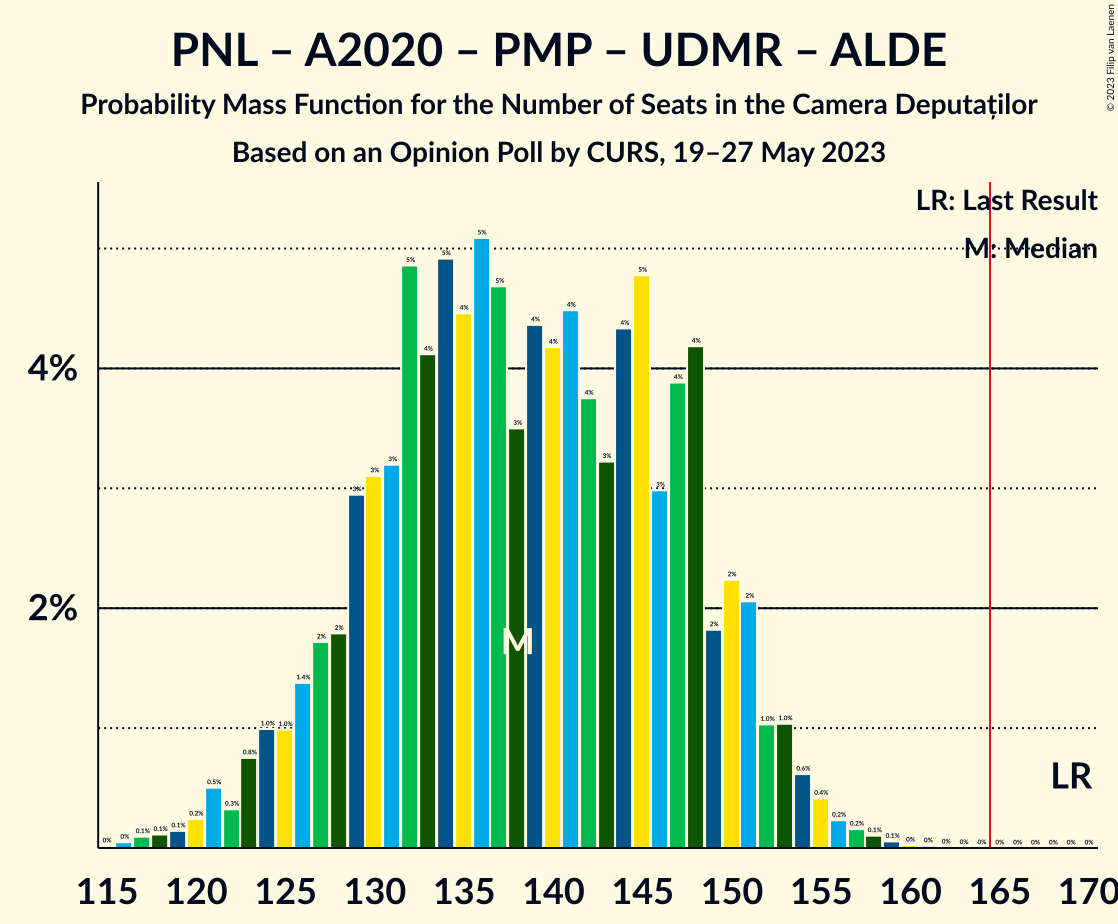 PNL – A2020 – PMP – UDMR – ALDE
Probability Mass Function for the Number of Seats in the Camera Deputaților
Based on an Opinion Poll by CURS, 19–27 May 2023
© 2023 Filip van Laenen
LR: Last Result
M: Median
4%
2%
0% 0% 0.1% 0.1% 0.1% 0.2% 0.5% 0.3% 0.8% 1.0% 1.0% 1.4% 2% 2% 3% 3% 3% 5% 4% 5% 4% 5% 5% 3% 4% 4% 4% 4% 3% 4% 5% 3% 4% 4% 2% 2% 2% 1.0% 1.0% 0.6% 0.4% 0.2% 0.2% 0.1% 0.1% 0% 0% 0% 0% 0% 0% 0% 0% 0% 0% 0%
M
LR
115 120 125 130 135 140 145 150 155 160 165 170